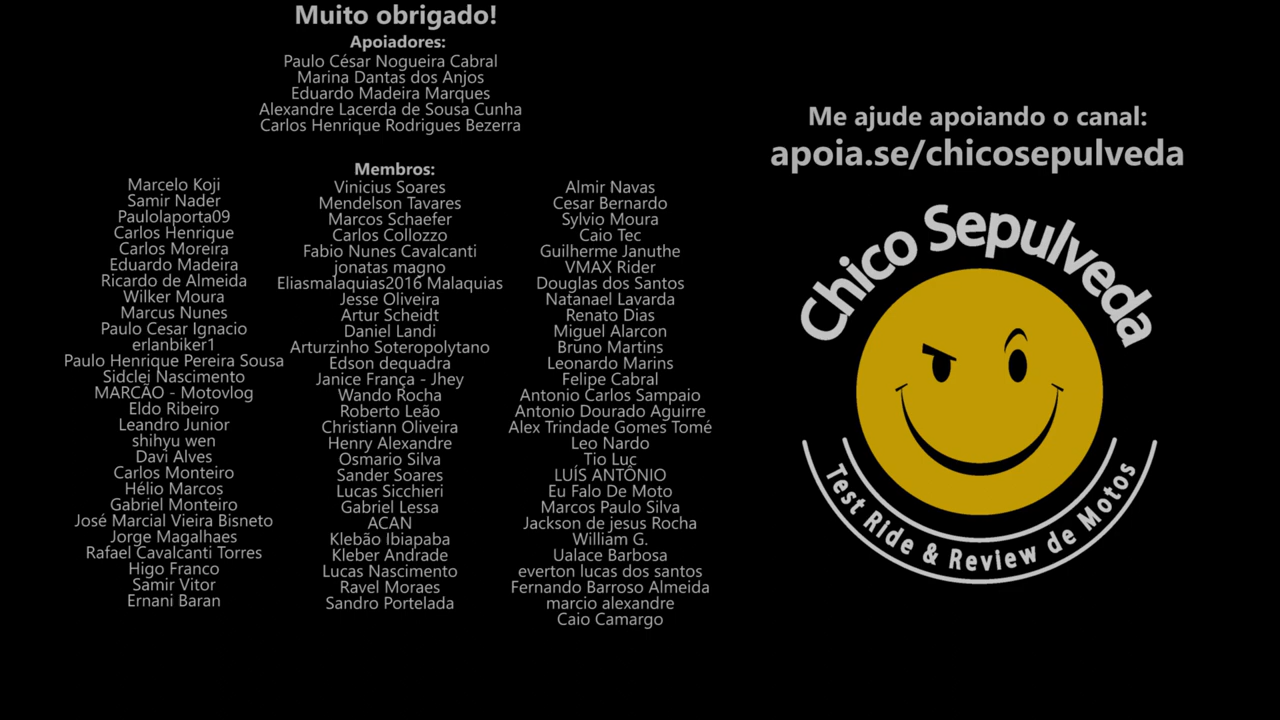 Muito obrigado!
Apoiadores:
Paulo César Nogueira Cabral
Marina Dantas dos Anjos
Eduardo Madeira Marques
Alexandre Lacerda de Sousa Cunha
Carlos Henrique Rodrigues Bezerra
Membros:
Marcelo Koji
Samir Nader
Paulolaporta09
Carlos Henrique
Carlos Moreira
Eduardo Madeira
Ricardo de Almeida
Wilker Moura
Marcus Nunes
Paulo Cesar Ignacio
erlanbiker1
Paulo Henrique Pereira Sousa
Sidclei Nascimento
MARCÃO - Motovlog
Eldo Ribeiro
Leandro Junior
shihyu wen
Davi Alves
Carlos Monteiro
Hélio Marcos
Gabriel Monteiro
José Marcial Vieira Bisneto
Jorge Magalhaes
Rafael Cavalcanti Torres
Higo Franco
Samir Vitor
Ernani Baran
Vinicius Soares
Mendelson Tavares
Marcos Schaefer
Carlos Collozzo
Fabio Nunes Cavalcanti
jonatas magno
Eliasmalaquias2016 Malaquias
Jesse Oliveira
Artur Scheidt
Daniel Landi
Arturzinho Soteropolytano
Edson dequadra
Janice França - Jhey
Wando Rocha
Roberto Leão
Christiann Oliveira
Henry Alexandre
Osmario Silva
Sander Soares
Lucas Sicchieri
Gabriel Lessa
ACAN
Klebão Ibiapaba
Kleber Andrade
Lucas Nascimento
Ravel Moraes
Sandro Portelada
Almir Navas
Cesar Bernardo
Sylvio Moura
Caio Tec
Guilherme Januthe
VMAX Rider
Douglas dos Santos
Natanael Lavarda
Renato Dias
Miguel Alarcon
Bruno Martins
Leonardo Marins
Felipe Cabral
Antonio Carlos Sampaio
Antonio Dourado Aguirre
Alex Trindade Gomes Tomé
Leo Nardo
Tio Luc
LUÍS ANTÔNIO
Eu Falo De Moto
Marcos Paulo Silva
Jackson de jesus Rocha
William G.
Ualace Barbosa
everton lucas dos santos
Fernando Barroso Almeida
marcio alexandre
Caio Camargo
Me ajude apoiando o canal:
apoia.se/chicosepulveda
Chico Sepulveda
Test Ride & Review de Motos